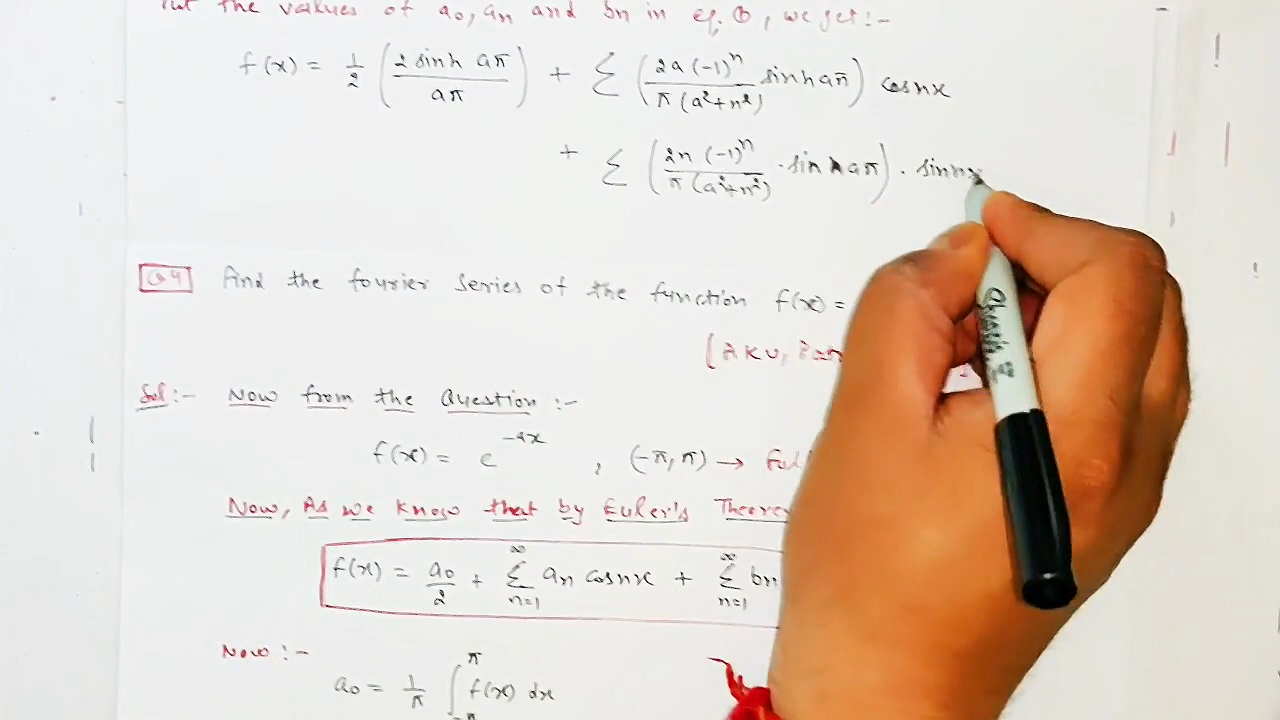 Put the values of a₀, aₙ and bₙ in eq. ①, we get :-
f(x) = 1/2 (2 sinh aπ / aπ) + Σ (2a (-1)ⁿ / π(a²+n²) sinh aπ) cos nx
+ Σ (2n (-1)ⁿ / π(a²+n²) · sinh aπ) · sin nx
Q4 Find the fourier series of the function f(x) =
(AKU,
Sol :- Now from the Question :-
f(x) = e , (-π, π) →
Now, As we know that by Euler's
f(x) = a₀/2 + Σ n=1 ∞ aₙ cos nx + Σ n=1 ∞ bₙ
Now :-
a₀ = 1/π ∫ -π π f(x) dx